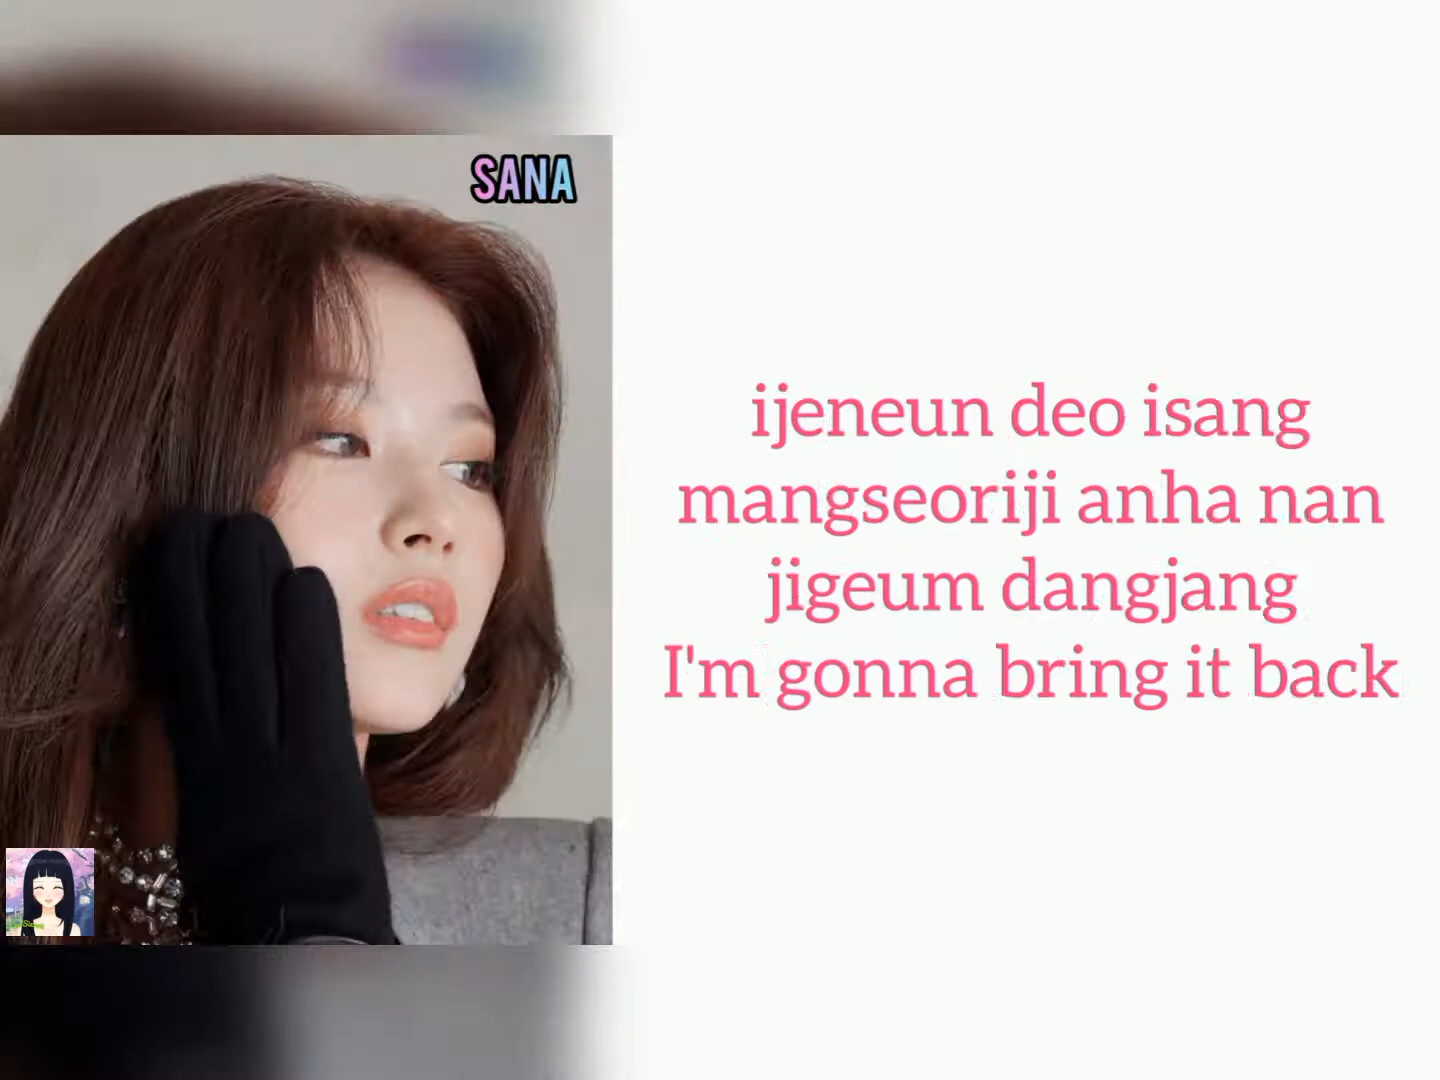 SANA
ijeneun deo isang
mangseoriji anha nan
jigeum dangjang
I'm gonna bring it back